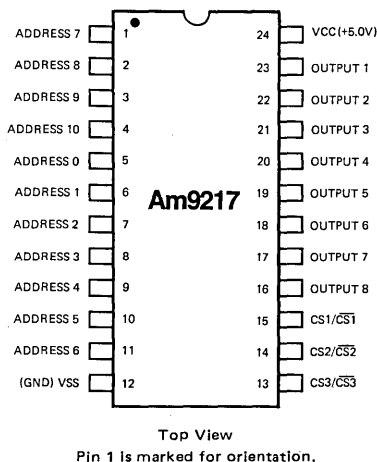 ADDRESS 7 1 24 VCC (+5.0V)
ADDRESS 8 2 23 OUTPUT 1
ADDRESS 9 3 22 OUTPUT 2
ADDRESS 10 4 21 OUTPUT 3
ADDRESS 0 5 20 OUTPUT 4
ADDRESS 1 6 19 OUTPUT 5
Am9217
ADDRESS 2 7 18 OUTPUT 6
ADDRESS 3 8 17 OUTPUT 7
ADDRESS 4 9 16 OUTPUT 8
ADDRESS 5 10 15 CS1/C̅S̅1̅
ADDRESS 6 11 14 CS2/C̅S̅2̅
(GND) VSS 12 13 CS3/C̅S̅3̅
Top View
Pin 1 is marked for orientation.